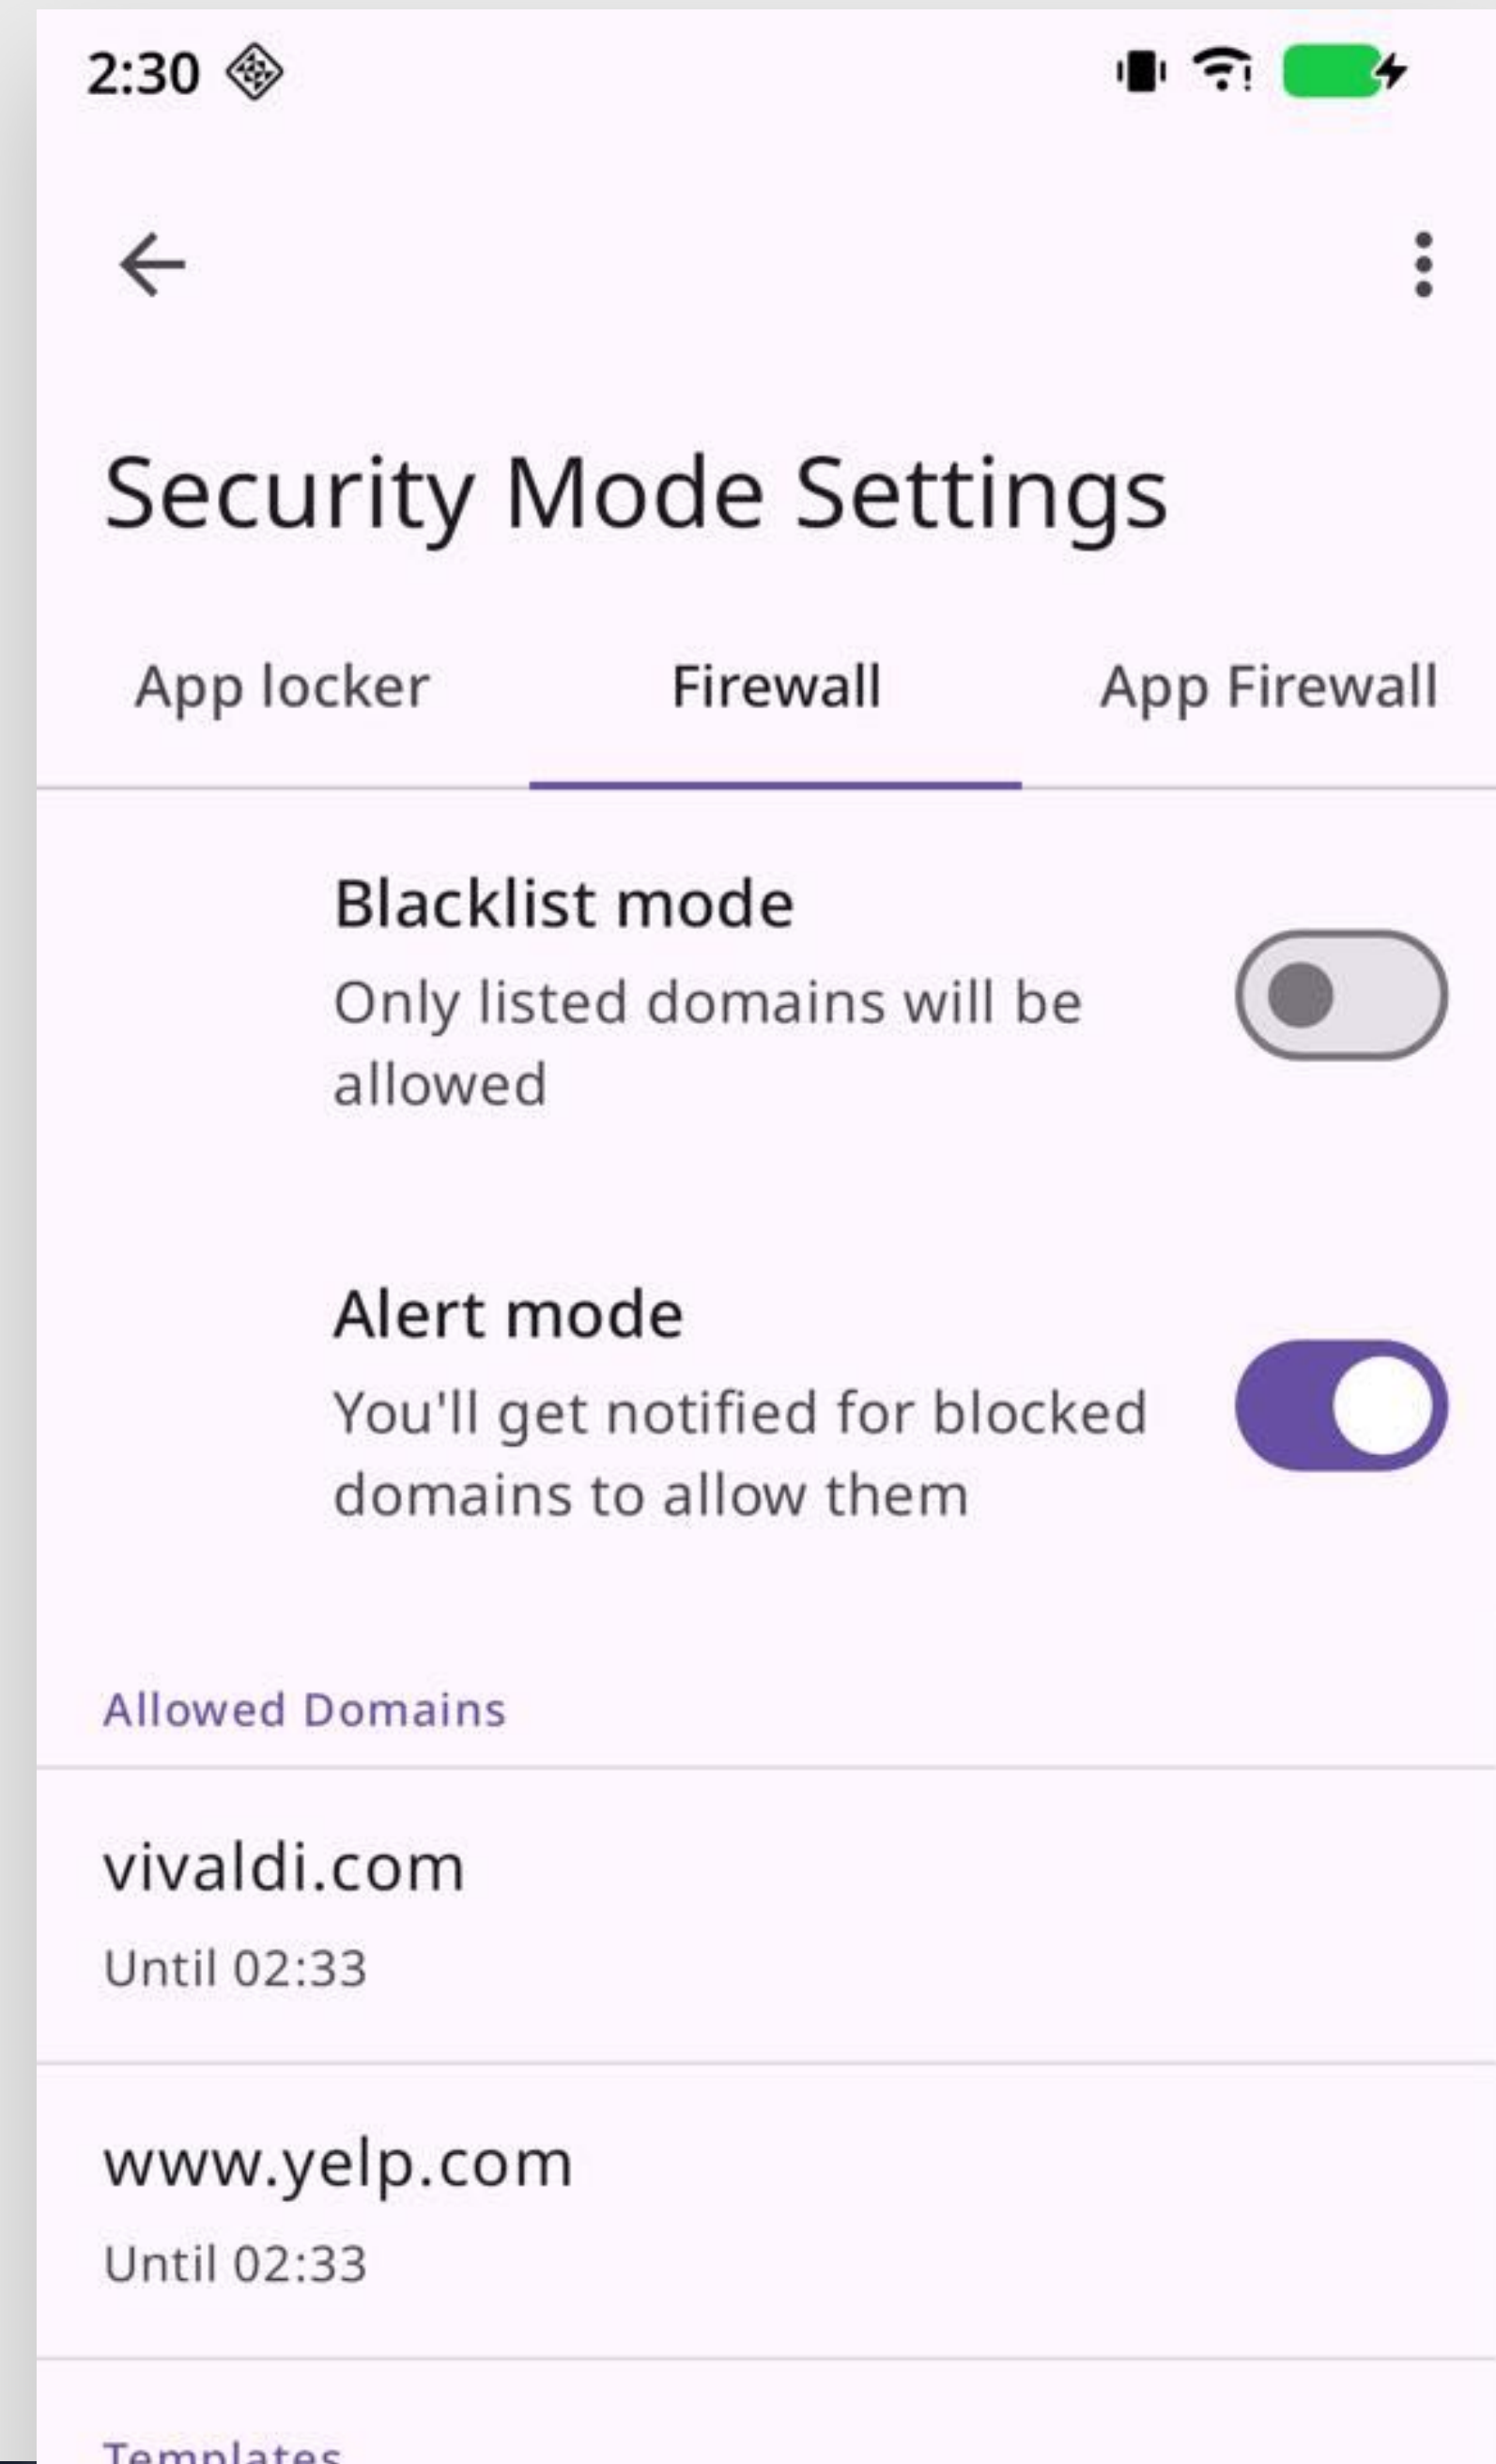 2:30
Security Mode Settings
App locker
Firewall
App Firewall
Blacklist mode
Only listed domains will be
allowed
Alert mode
You'll get notified for blocked
domains to allow them
Allowed Domains
vivaldi.com
Until 02:33
www.yelp.com
Until 02:33
Templates